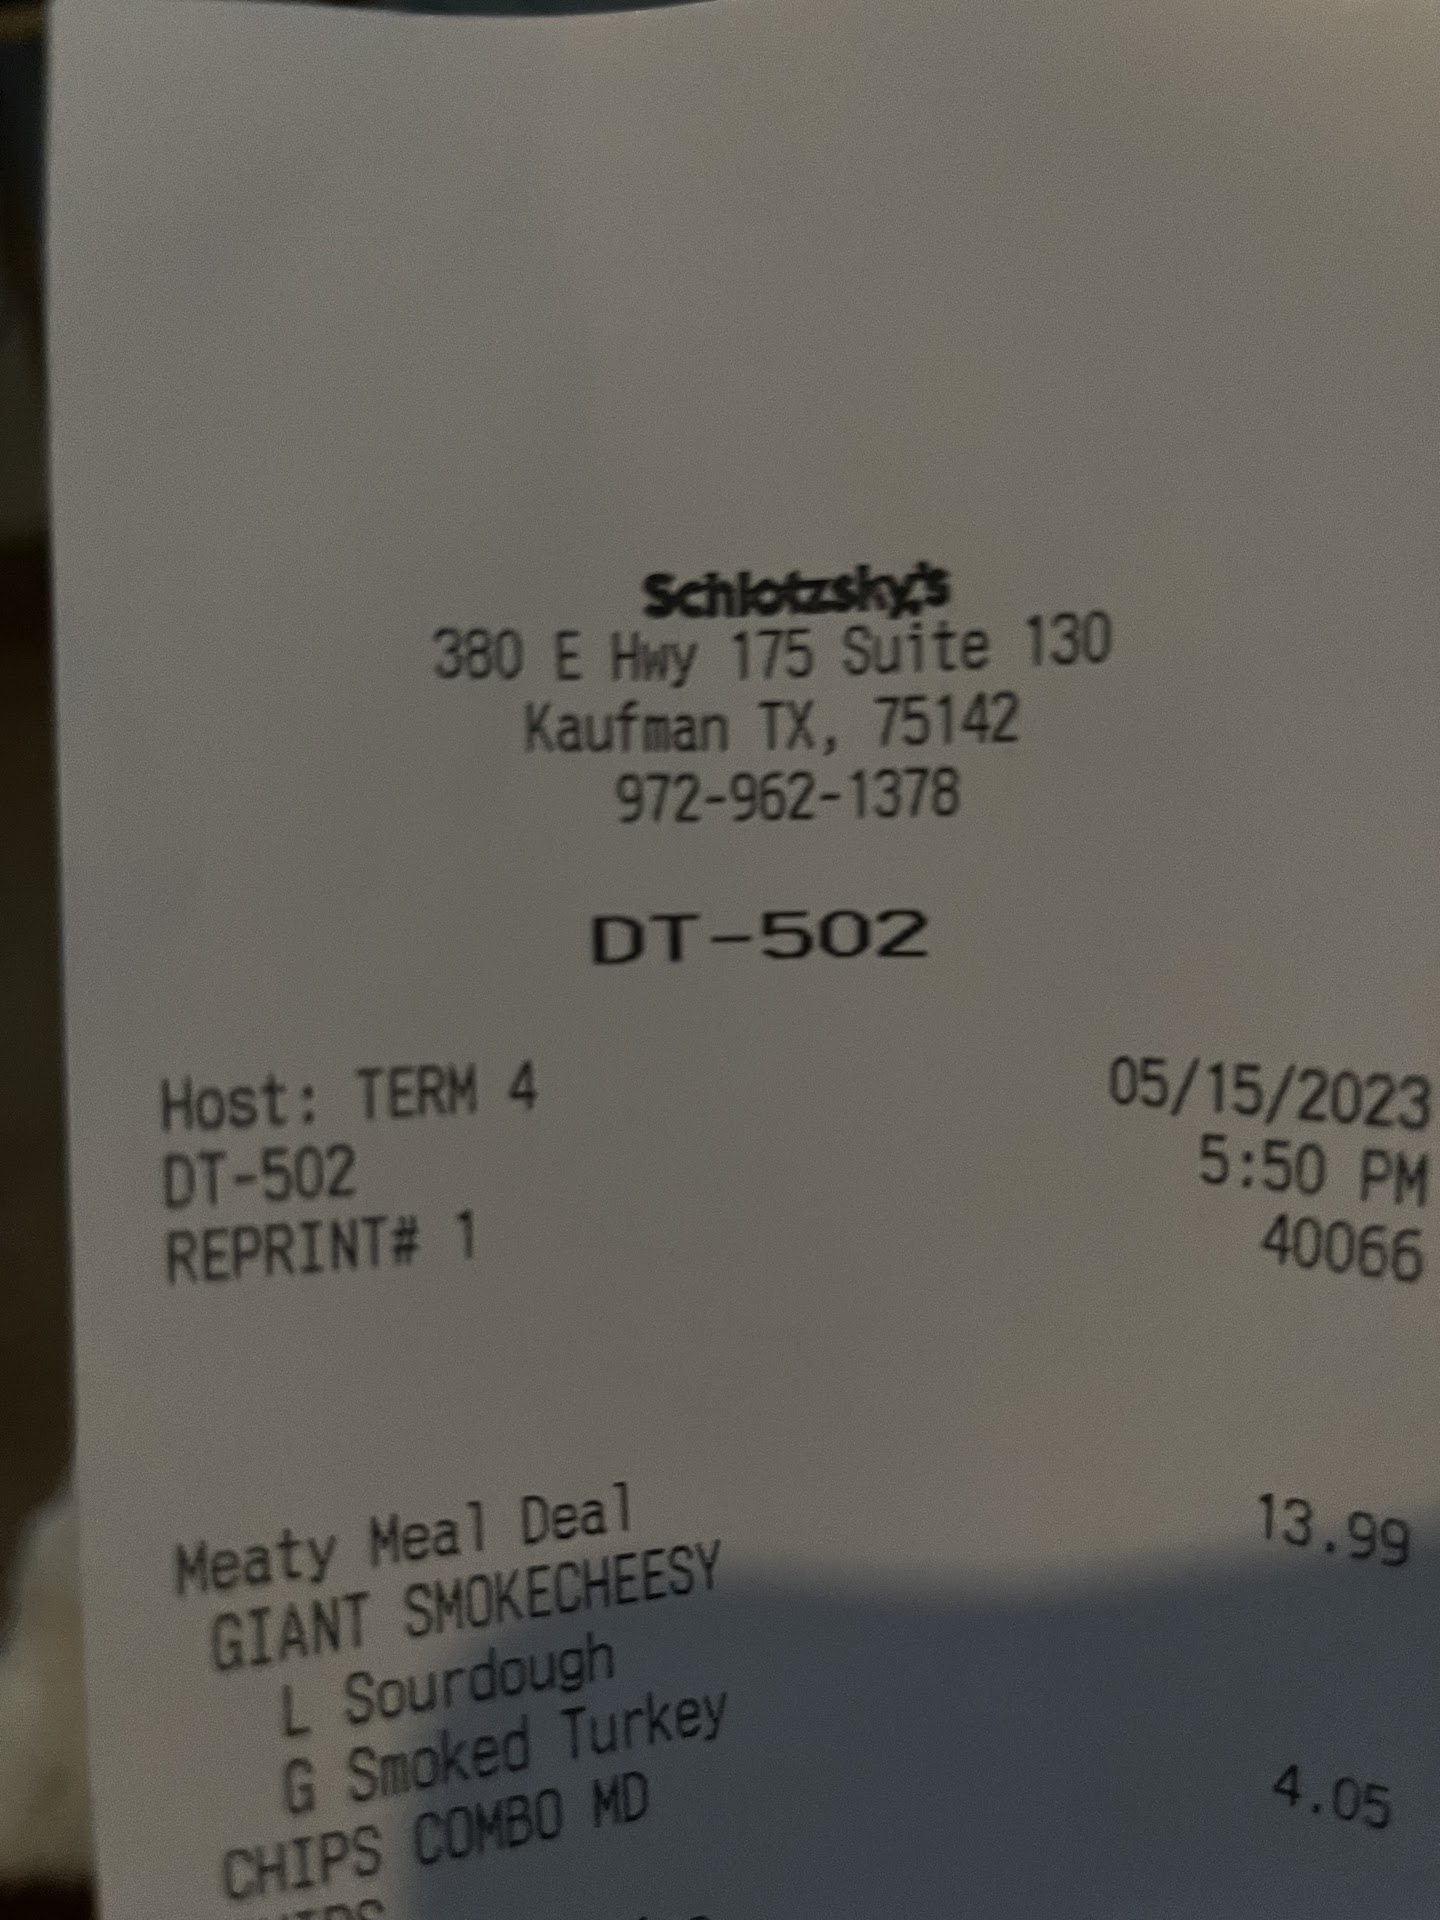 Schlotzsky's
380 E Hwy 175 Suite 130
Kaufman TX, 75142
972-962-1378
DT-502
Host: TERM 4 05/15/2023
DT-502 5:50 PM
REPRINT# 1 40066
Meaty Meal Deal 13.99
GIANT SMOKECHEESY
L Sourdough
G Smoked Turkey
CHIPS COMBO MD 4.05